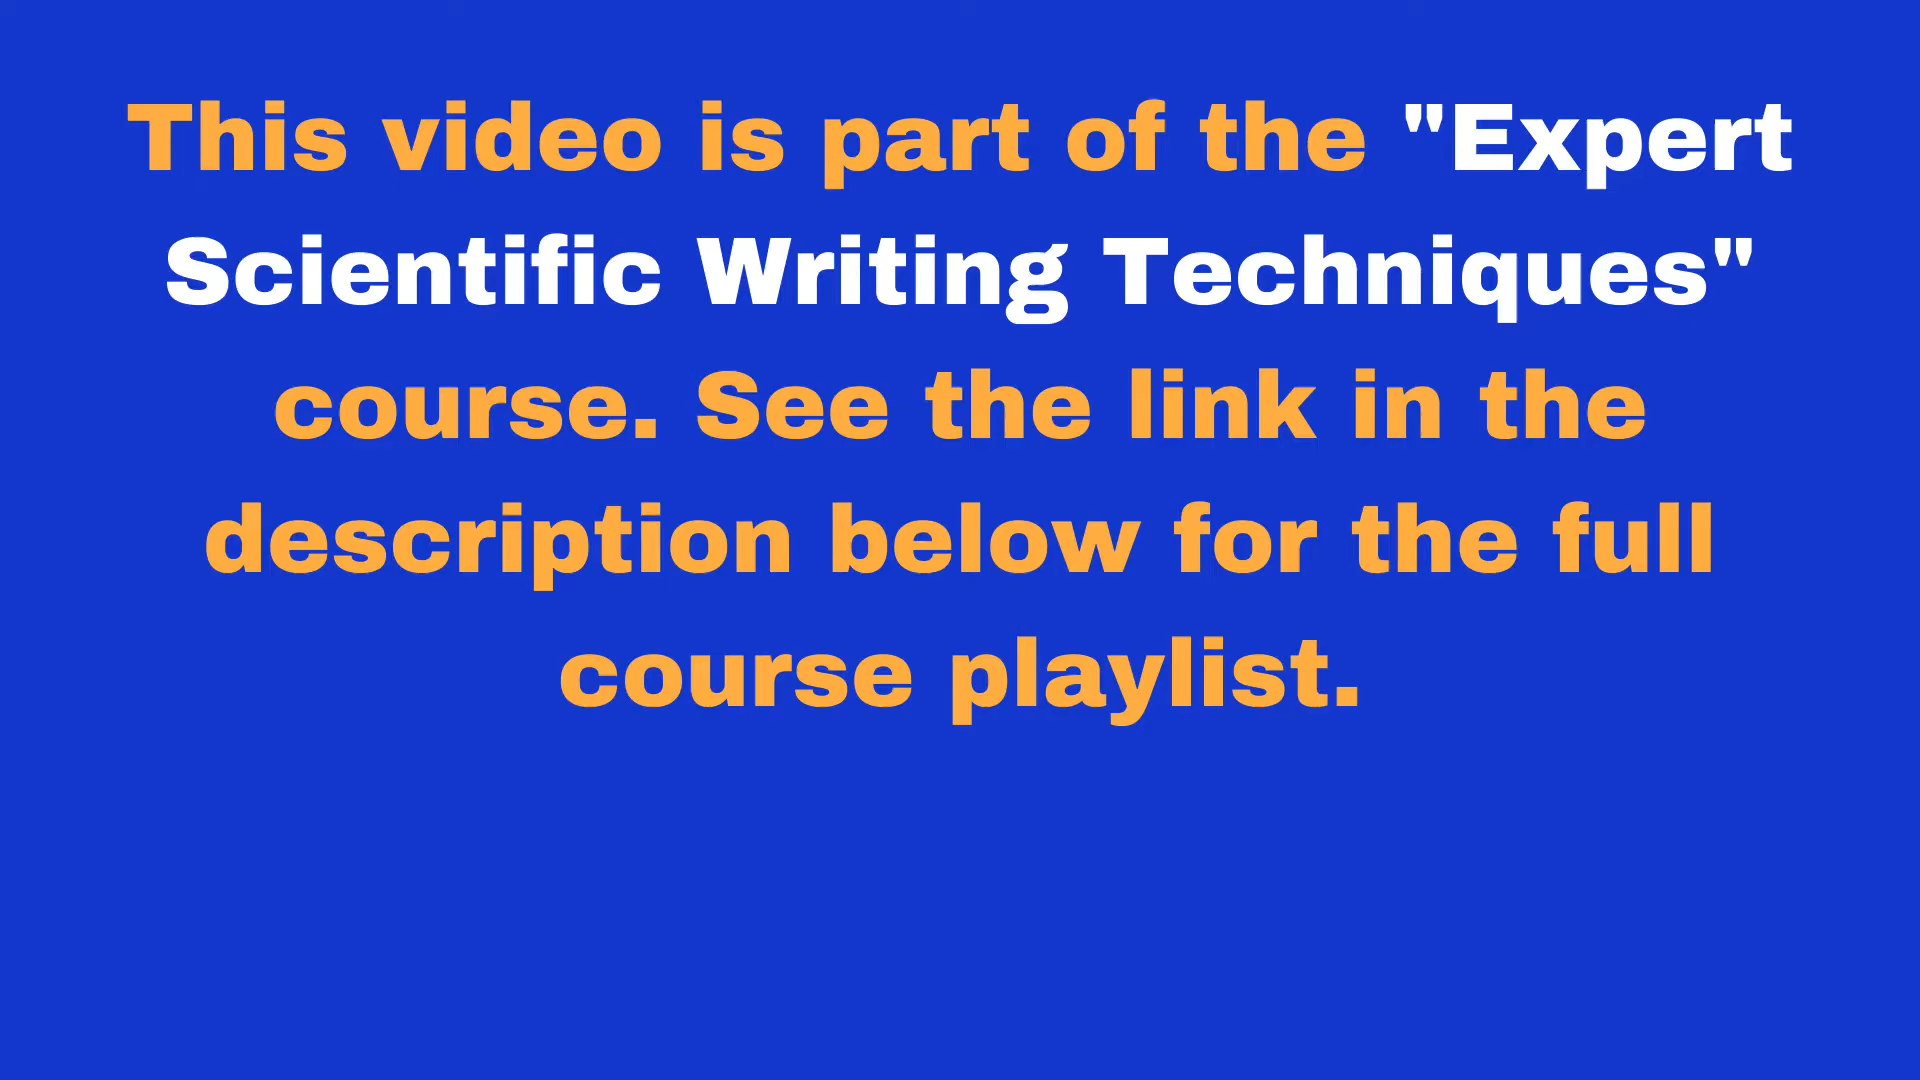 This video is part of the "Expert
Scientific Writing Techniques"
course. See the link in the
description below for the full
course playlist.